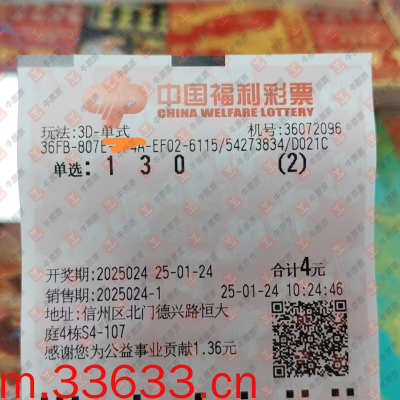 中国福利彩票
CHINA WELFARE LOTTERY
玩法:3D-单式 机号:36072096
36FB-807E- 4A-EF02-6115/54273834/D021C
单选: 1 3 0 (2)
开奖期:2025024 25-01-24 合计4元
销售期:2025024-1 25-01-24 10:24:46
地址:信州区北门德兴路恒大
庭4栋S4-107
感谢您为公益事业贡献1.36元
m.33633.cn